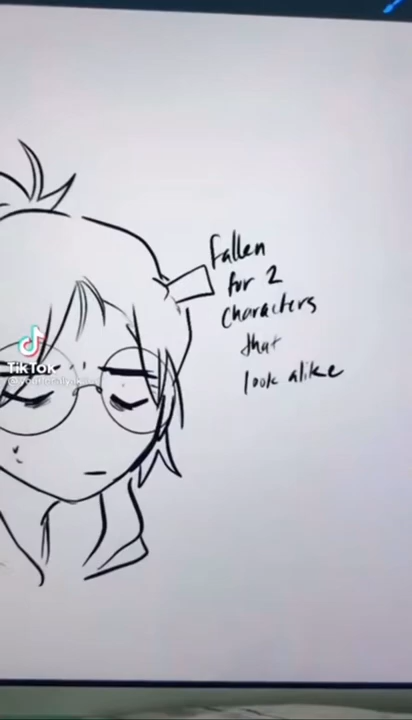 Fallen
for 2
characters
that
look alike
TikTok